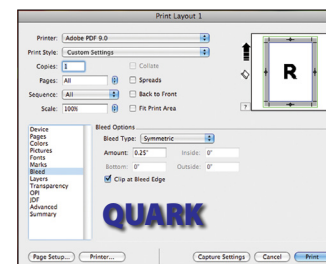 Print Layout 1
Printer: Adobe PDF 9.0
Print Style: Custom Settings
Copies: 1 Collate
Pages: All Spreads
Sequence: All Back to Front
Scale: 100% Fit Print Area
R
?
Device
Pages
Colors
Pictures
Fonts
Marks
Bleed
Layers
Transparency
OPI
JDF
Advanced
Summary
Bleed Options
Bleed Type: Symmetric
Amount: 0.25" Inside: 0"
Bottom: 0" Outside: 0"
Clip at Bleed Edge
QUARK
Page Setup... Printer... Capture Settings Cancel Print